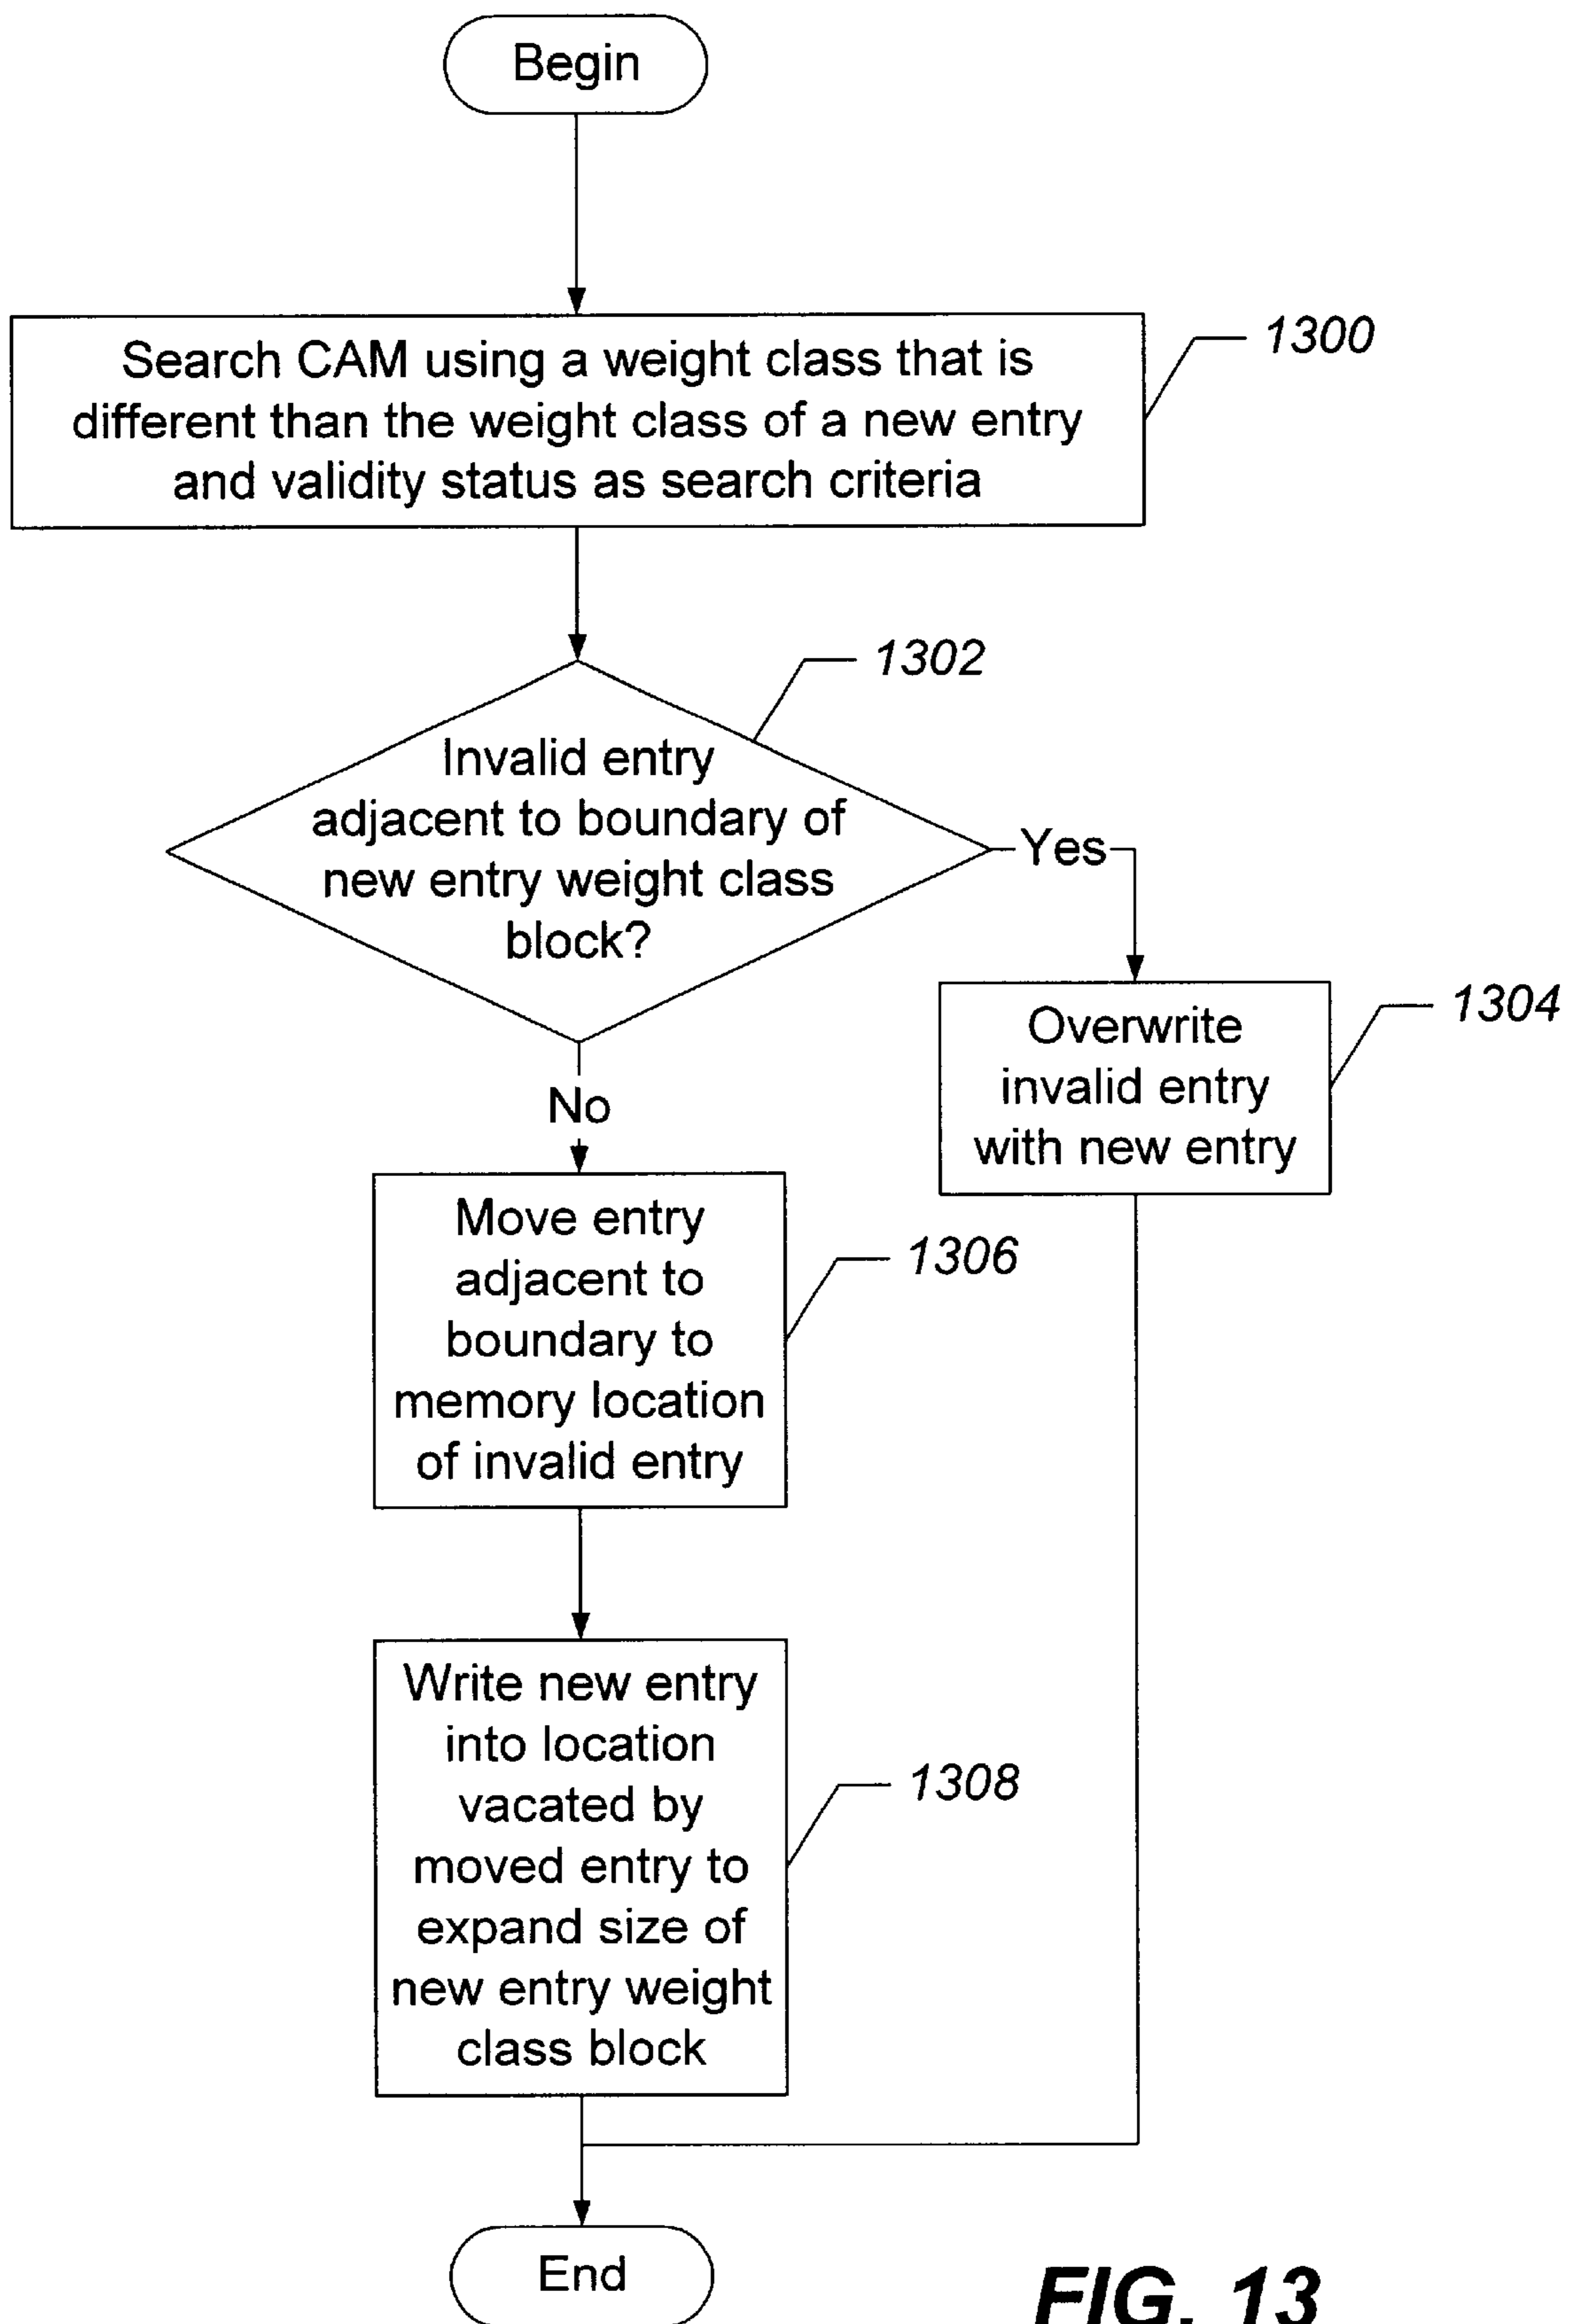 Begin
Search CAM using a weight class that is
different than the weight class of a new entry
and validity status as search criteria
1300
1302
Invalid entry
adjacent to boundary of
new entry weight class
block?
Yes
1304
Overwrite
invalid entry
with new entry
No
Move entry
adjacent to
boundary to
memory location
of invalid entry
1306
Write new entry
into location
vacated by
moved entry to
expand size of
new entry weight
class block
1308
End
FIG. 13